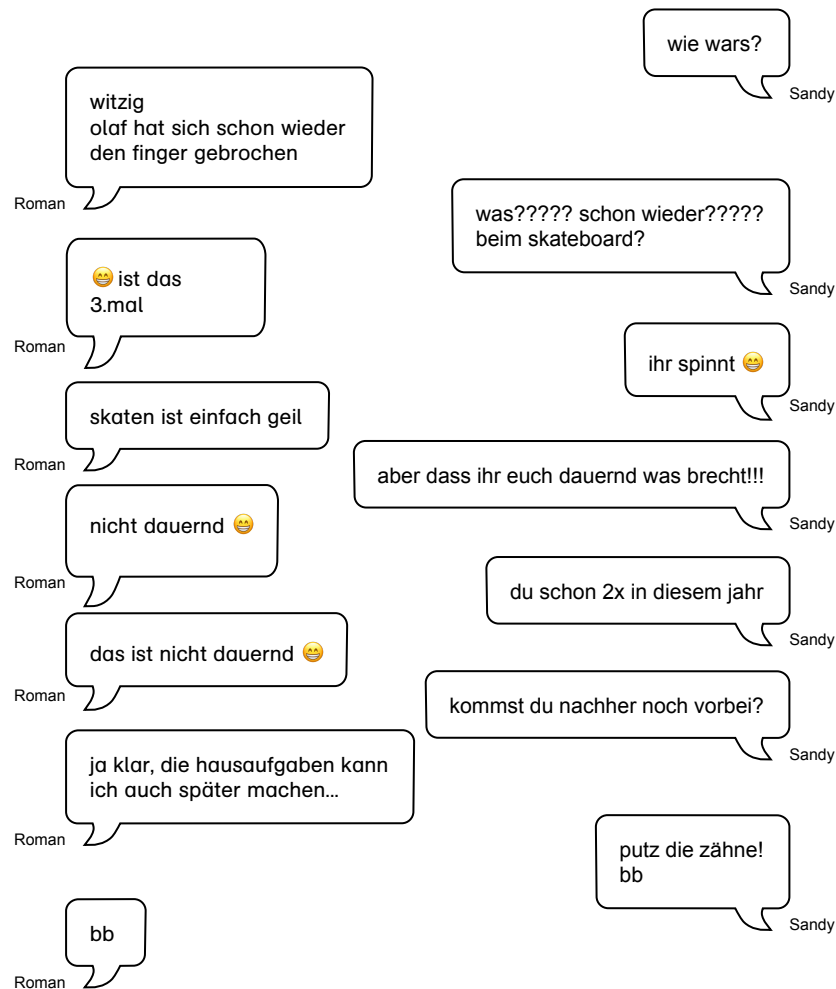 wie wars?
Sandy
witzig
olaf hat sich schon wieder
den finger gebrochen
Roman
was????? schon wieder?????
beim skateboard?
Sandy
😁 ist das
3.mal
Roman
ihr spinnt 😁
Sandy
skaten ist einfach geil
Roman
aber dass ihr euch dauernd was brecht!!!
Sandy
nicht dauernd 😁
Roman
du schon 2x in diesem jahr
Sandy
das ist nicht dauernd 😁
Roman
kommst du nachher noch vorbei?
Sandy
ja klar, die hausaufgaben kann
ich auch später machen...
Roman
putz die zähne!
bb
Sandy
bb
Roman